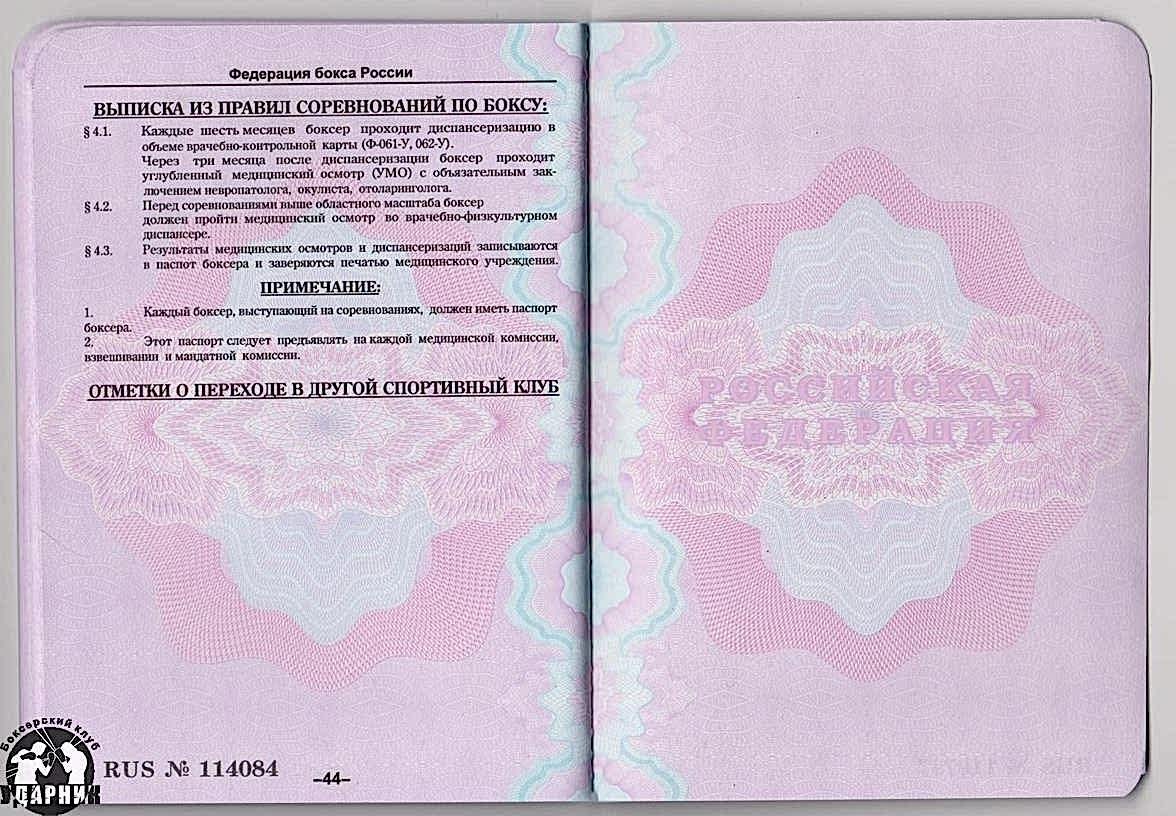 Федерация бокса России
ВЫПИСКА ИЗ ПРАВИЛ СОРЕВНОВАНИЙ ПО БОКСУ:
§ 4.1. Каждые шесть месяцев боксер проходит диспансеризацию в
объеме врачебно-контрольной карты (Ф-061-У, 062-У).
Через три месяца после диспансеризации боксер проходит
углубленный медицинский осмотр (УМО) с объязательным зак-
лючением невропатолога, окулиста, отоларинголога.
§ 4.2. Перед соревнованиями выше областного масштаба боксер
должен пройти медицинский осмотр во врачебно-физкультурном
диспансере.
§ 4.3. Результаты медицинских осмотров и диспансеризаций записываются
в паспот боксера и заверяются печатью медицинского учреждения.
ПРИМЕЧАНИЕ:
1. Каждый боксер, выступающий на соревнованиях, должен иметь паспорт
боксера.
2. Этот паспорт следует предъявлять на каждой медицинской комиссии,
взвешивании и мандатной комиссии.
ОТМЕТКИ О ПЕРЕХОДЕ В ДРУГОЙ СПОРТИВНЫЙ КЛУБ
RUS № 114084
–44–
Боксерский клуб
УДАРНИК
РОССИЙСКАЯ
ФЕДЕРАЦИЯ